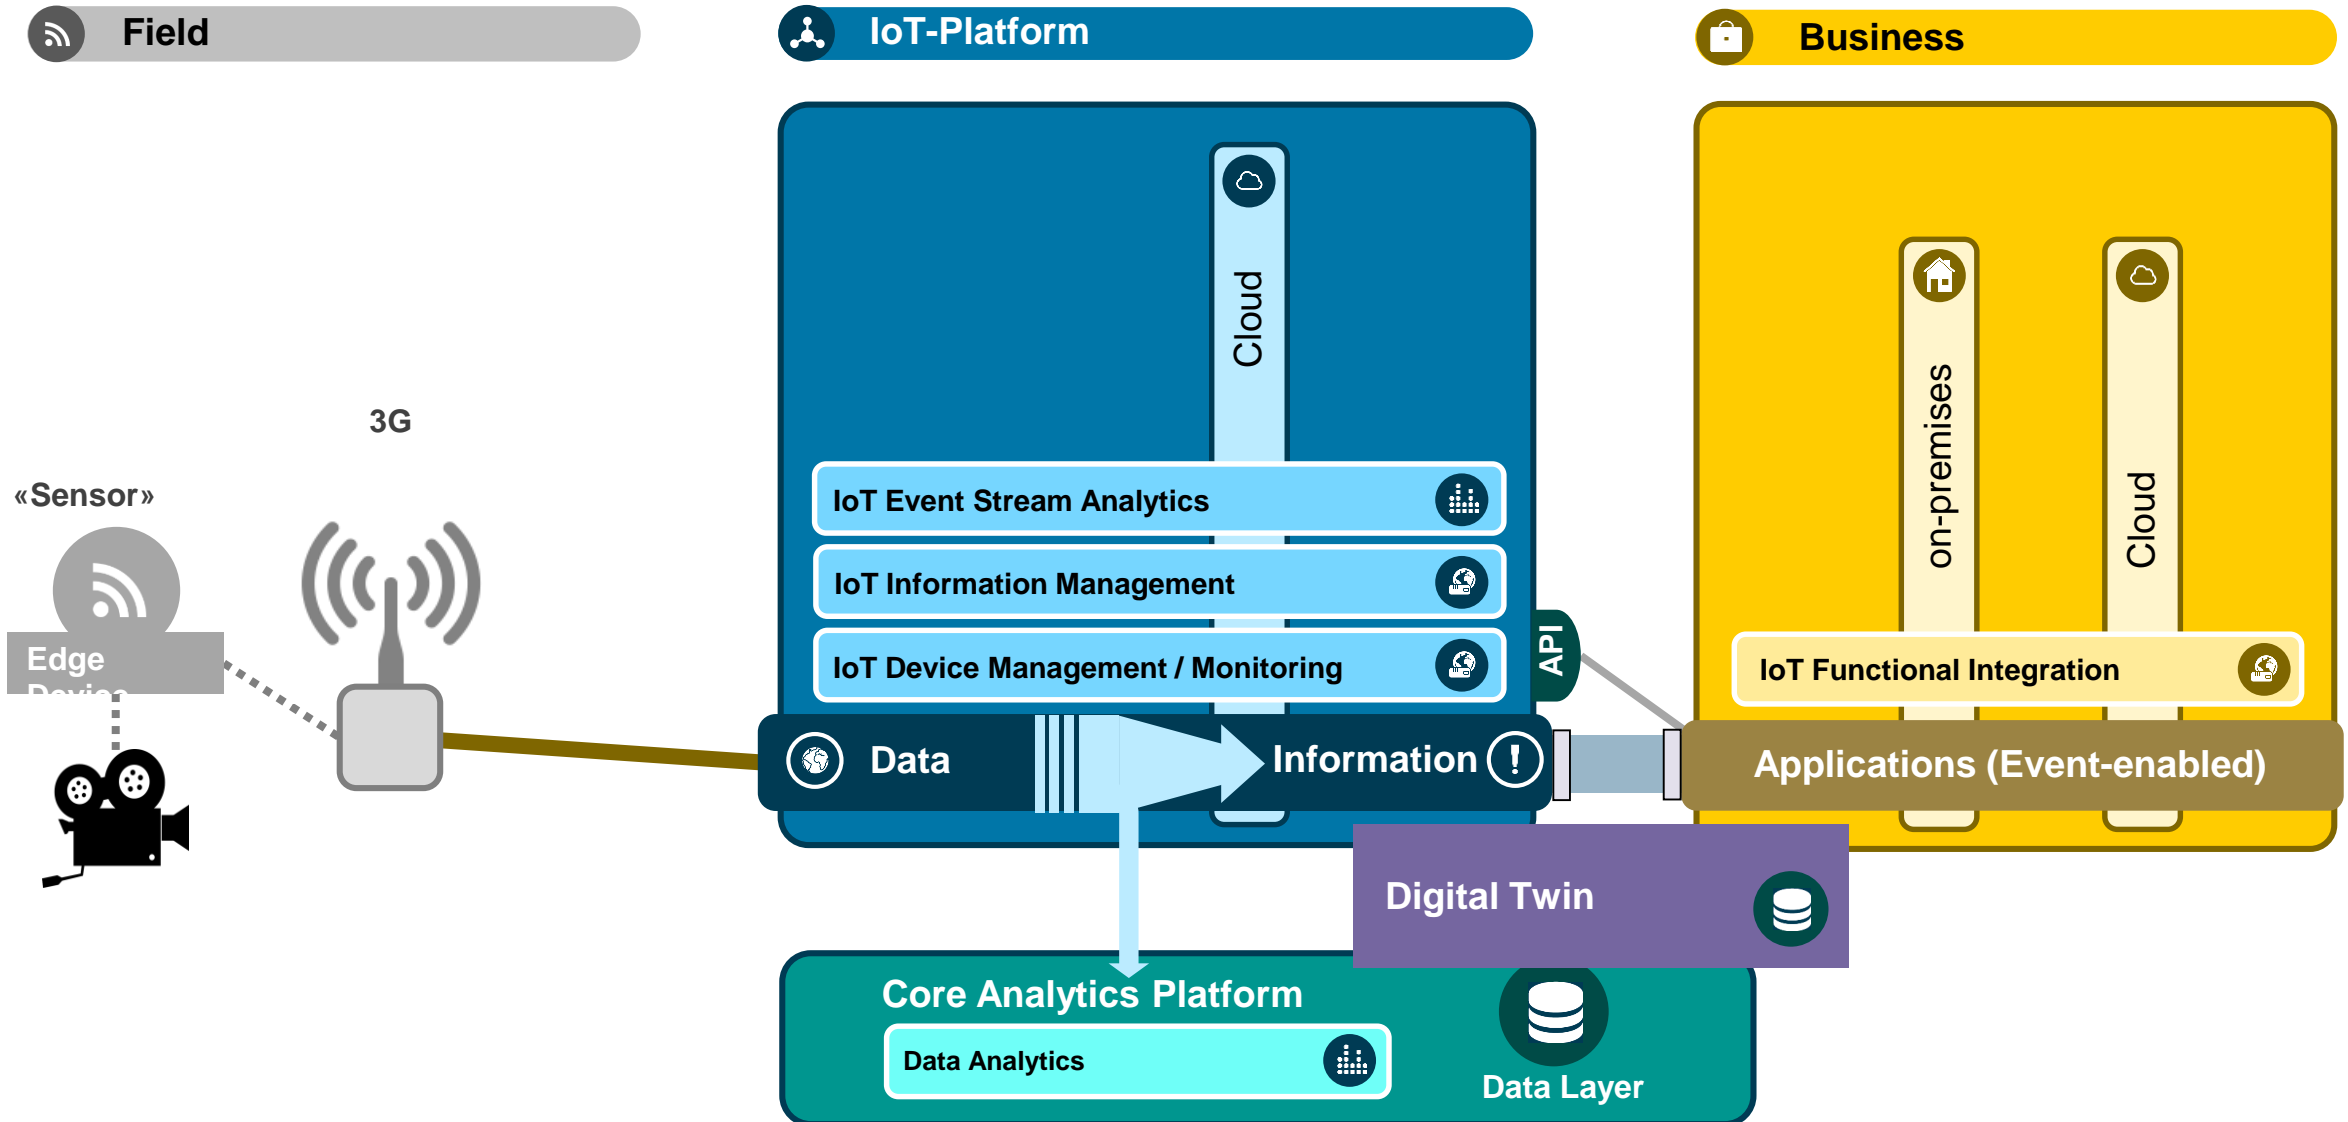 Field
IoT-Platform
Business
Cloud
on-premises
Cloud
3G
«Sensor»
Edge
Device
IoT Event Stream Analytics
IoT Information Management
IoT Device Management / Monitoring
API
IoT Functional Integration
Data
Information
Applications (Event-enabled)
Digital Twin
Core Analytics Platform
Data Analytics
Data Layer